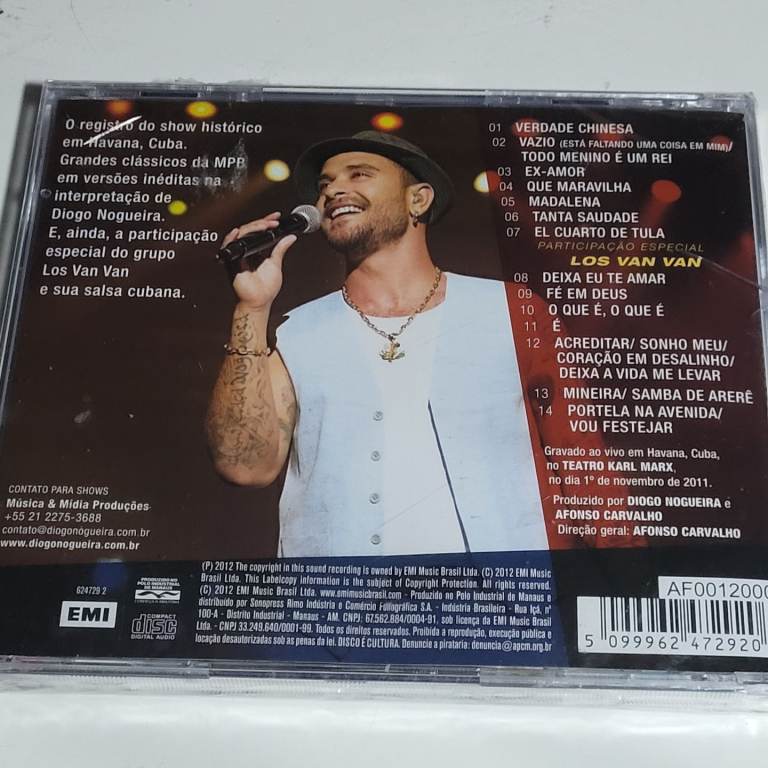 O registro do show histórico
em Havana, Cuba.
Grandes clássicos da MPB
em versões inéditas na
interpretação de
Diogo Nogueira.
E, ainda, a participação
especial do grupo
Los Van Van
e sua salsa cubana.
01 VERDADE CHINESA
02 VAZIO (ESTÁ FALTANDO UMA COISA EM MIM)/
TODO MENINO É UM REI
03 EX-AMOR
04 QUE MARAVILHA
05 MADALENA
06 TANTA SAUDADE
07 EL CUARTO DE TULA
PARTICIPAÇÃO ESPECIAL
LOS VAN VAN
08 DEIXA EU TE AMAR
09 FÉ EM DEUS
10 O QUE É, O QUE É
11 É
12 ACREDITAR/ SONHO MEU/
CORAÇÃO EM DESALINHO/
DEIXA A VIDA ME LEVAR
13 MINEIRA/ SAMBA DE ARERÊ
14 PORTELA NA AVENIDA/
VOU FESTEJAR
Gravado ao vivo em Havana, Cuba,
no TEATRO KARL MARX,
no dia 1º de novembro de 2011.
Produzido por DIOGO NOGUEIRA e
AFONSO CARVALHO
Direção geral: AFONSO CARVALHO
CONTATO PARA SHOWS
Música & Mídia Produções
+55 21 2275-3688
contato@diogonogueira.com.br
www.diogonogueira.com.br
624729 2
PRODUZIDO NO
PÓLO INDUSTRIAL
DE MANAUS
CONHEÇA A AMAZÔNIA
EMI
COMPACT
disc
DIGITAL AUDIO
(P) 2012 The copyright in this sound recording is owned by EMI Music Brasil Ltda. (C) 2012 EMI Music
Brasil Ltda. This Labelcopy information is the subject of Copyright Protection. All rights reserved.
(C) 2012 EMI Music Brasil Ltda. www.emimusicbrasil.com - Produzido no Polo Industrial de Manaus e
distribuído por Sonopress Rimo Indústria e Comércio Fonográfica S.A. - Indústria Brasileira - Rua Içá, nº
100-A - Distrito Industrial - Manaus - AM. CNPJ: 67.562.884/0004-91, sob licença da EMI Music Brasil
Ltda. - CNPJ 33.249.640/0001-99. Todos os direitos reservados. Proibida a reprodução, execução pública e
locação desautorizadas sob as penas da lei. DISCO É CULTURA. Denuncie a pirataria: denuncia@apcm.org.br
AF0012000
5 099962 472920